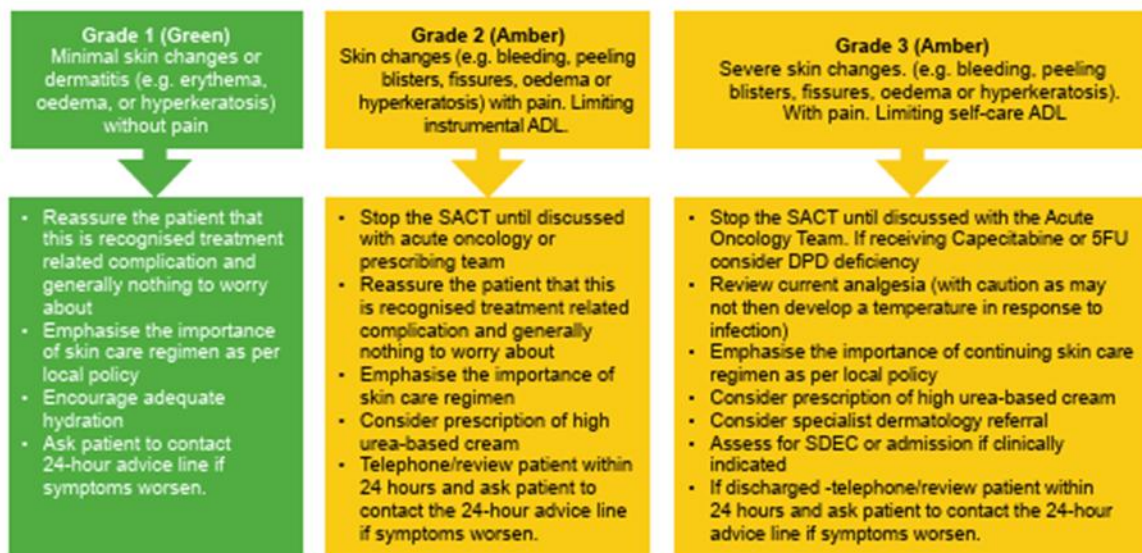 Grade 1 (Green)
Minimal skin changes or
dermatitis (e.g. erythema,
oedema, or hyperkeratosis)
without pain
• Reassure the patient that
this is recognised treatment
related complication and
generally nothing to worry
about
• Emphasise the importance
of skin care regimen as per
local policy
• Encourage adequate
hydration
• Ask patient to contact
24-hour advice line if
symptoms worsen.
Grade 2 (Amber)
Skin changes (e.g. bleeding, peeling
blisters, fissures, oedema or
hyperkeratosis) with pain. Limiting
instrumental ADL.
• Stop the SACT until discussed
with acute oncology or
prescribing team
• Reassure the patient that this
is recognised treatment related
complication and generally
nothing to worry about
• Emphasise the importance of
skin care regimen
• Consider prescription of high
urea-based cream
• Telephone/review patient within
24 hours and ask patient to
contact the 24-hour advice line
if symptoms worsen.
Grade 3 (Amber)
Severe skin changes. (e.g. bleeding, peeling
blisters, fissures, oedema or hyperkeratosis).
With pain. Limiting self-care ADL
• Stop the SACT until discussed with the Acute
Oncology Team. If receiving Capecitabine or 5FU
consider DPD deficiency
• Review current analgesia (with caution as may
not then develop a temperature in response to
infection)
• Emphasise the importance of continuing skin care
regimen as per local policy
• Consider prescription of high urea-based cream
• Consider specialist dermatology referral
• Assess for SDEC or admission if clinically
indicated
• If discharged -telephone/review patient within
24 hours and ask patient to contact the 24-hour
advice line if symptoms worsen.